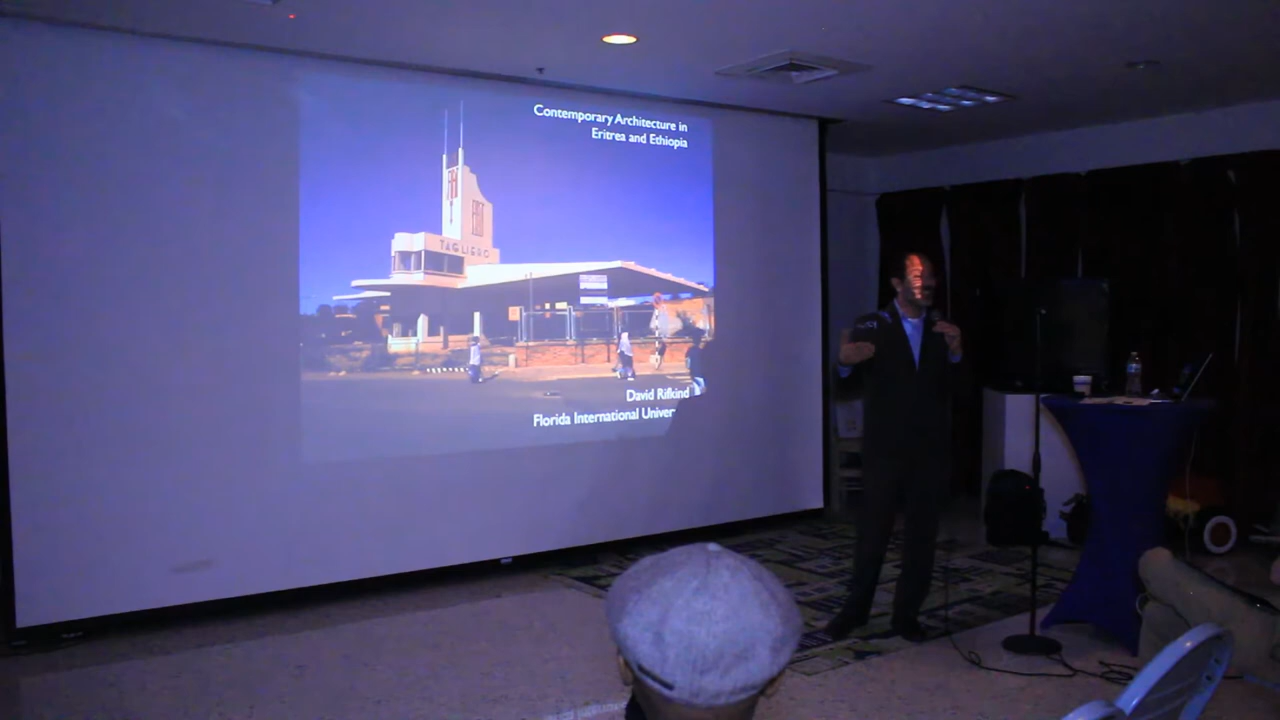 Contemporary Architecture in
Eritrea and Ethiopia
TAGLIERO
David Rifkind
Florida International Univer